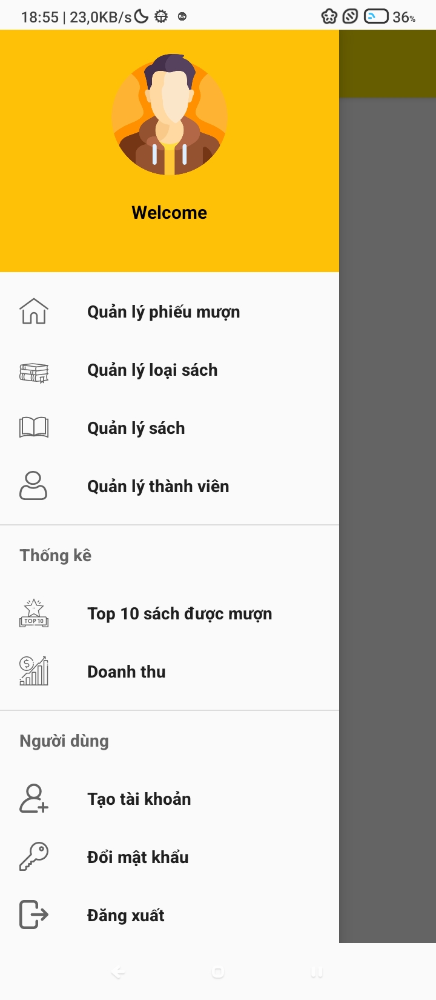 18:55 | 23,0KB/s
36%
Welcome
Quản lý phiếu mượn
Quản lý loại sách
Quản lý sách
Quản lý thành viên
Thống kê
TOP 10
Top 10 sách được mượn
$
Doanh thu
Người dùng
Tạo tài khoản
Đổi mật khẩu
Đăng xuất